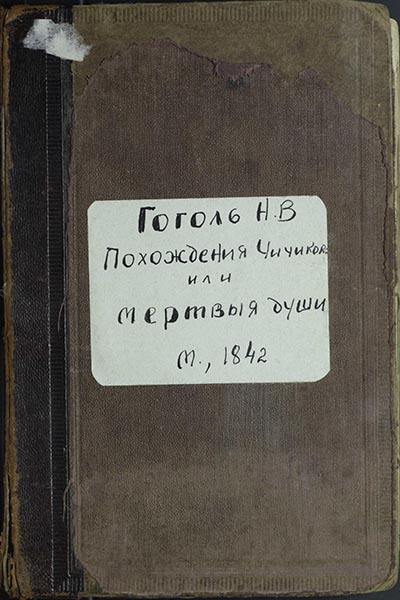 Гоголь Н.В
Похождения Чичикова
или
мертвыя души
М., 1842